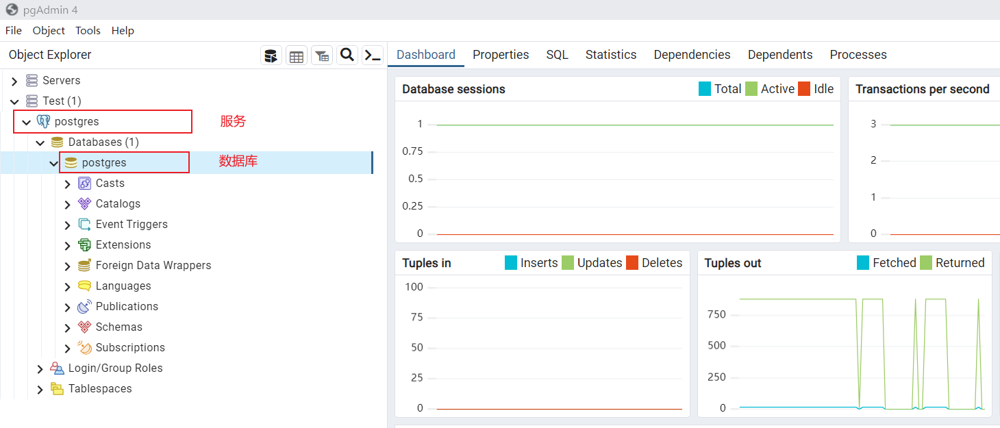 pgAdmin 4
File Object Tools Help
Object Explorer
Servers
Test (1)
postgres 服务
Databases (1)
postgres 数据库
Casts
Catalogs
Event Triggers
Extensions
Foreign Data Wrappers
Languages
Publications
Schemas
Subscriptions
Login/Group Roles
Tablespaces
Dashboard Properties SQL Statistics Dependencies Dependents Processes
Database sessions Total Active Idle
1
0.75
0.5
0.25
0
Transactions per second
3
2
1
0
Tuples in Inserts Updates Deletes
100
75
50
25
0
Tuples out Fetched Returned
750
500
250
0